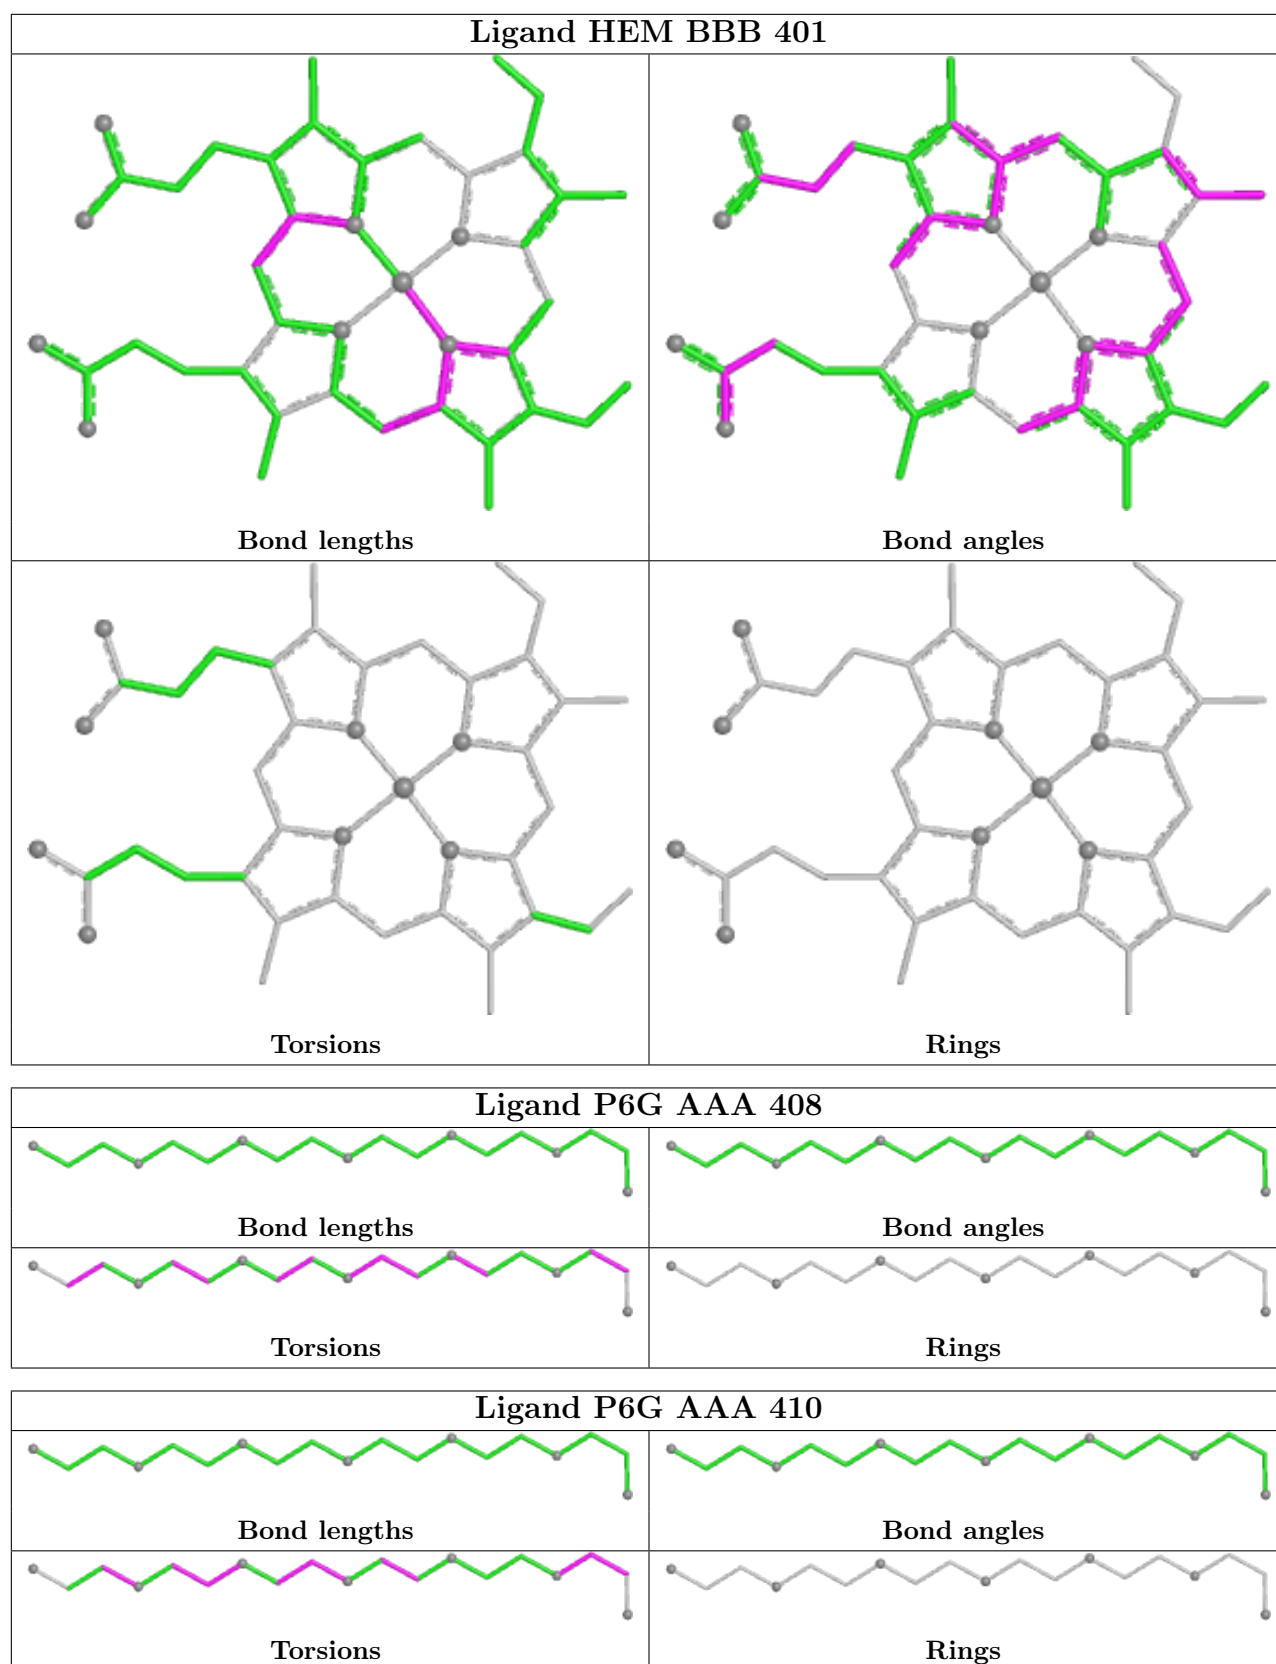 Ligand HEM BBB 401
Bond lengths
Bond angles
Torsions
Rings
Ligand P6G AAA 408
Bond lengths
Bond angles
Torsions
Rings
Ligand P6G AAA 410
Bond lengths
Bond angles
Torsions
Rings